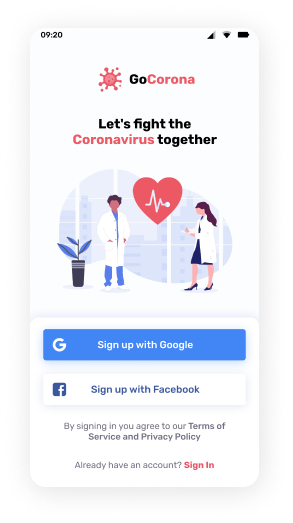 09:20
GoCorona
Let's fight the
Coronavirus together
Sign up with Google
Sign up with Facebook
By signing in you agree to our Terms of
Service and Privacy Policy
Already have an account? Sign In